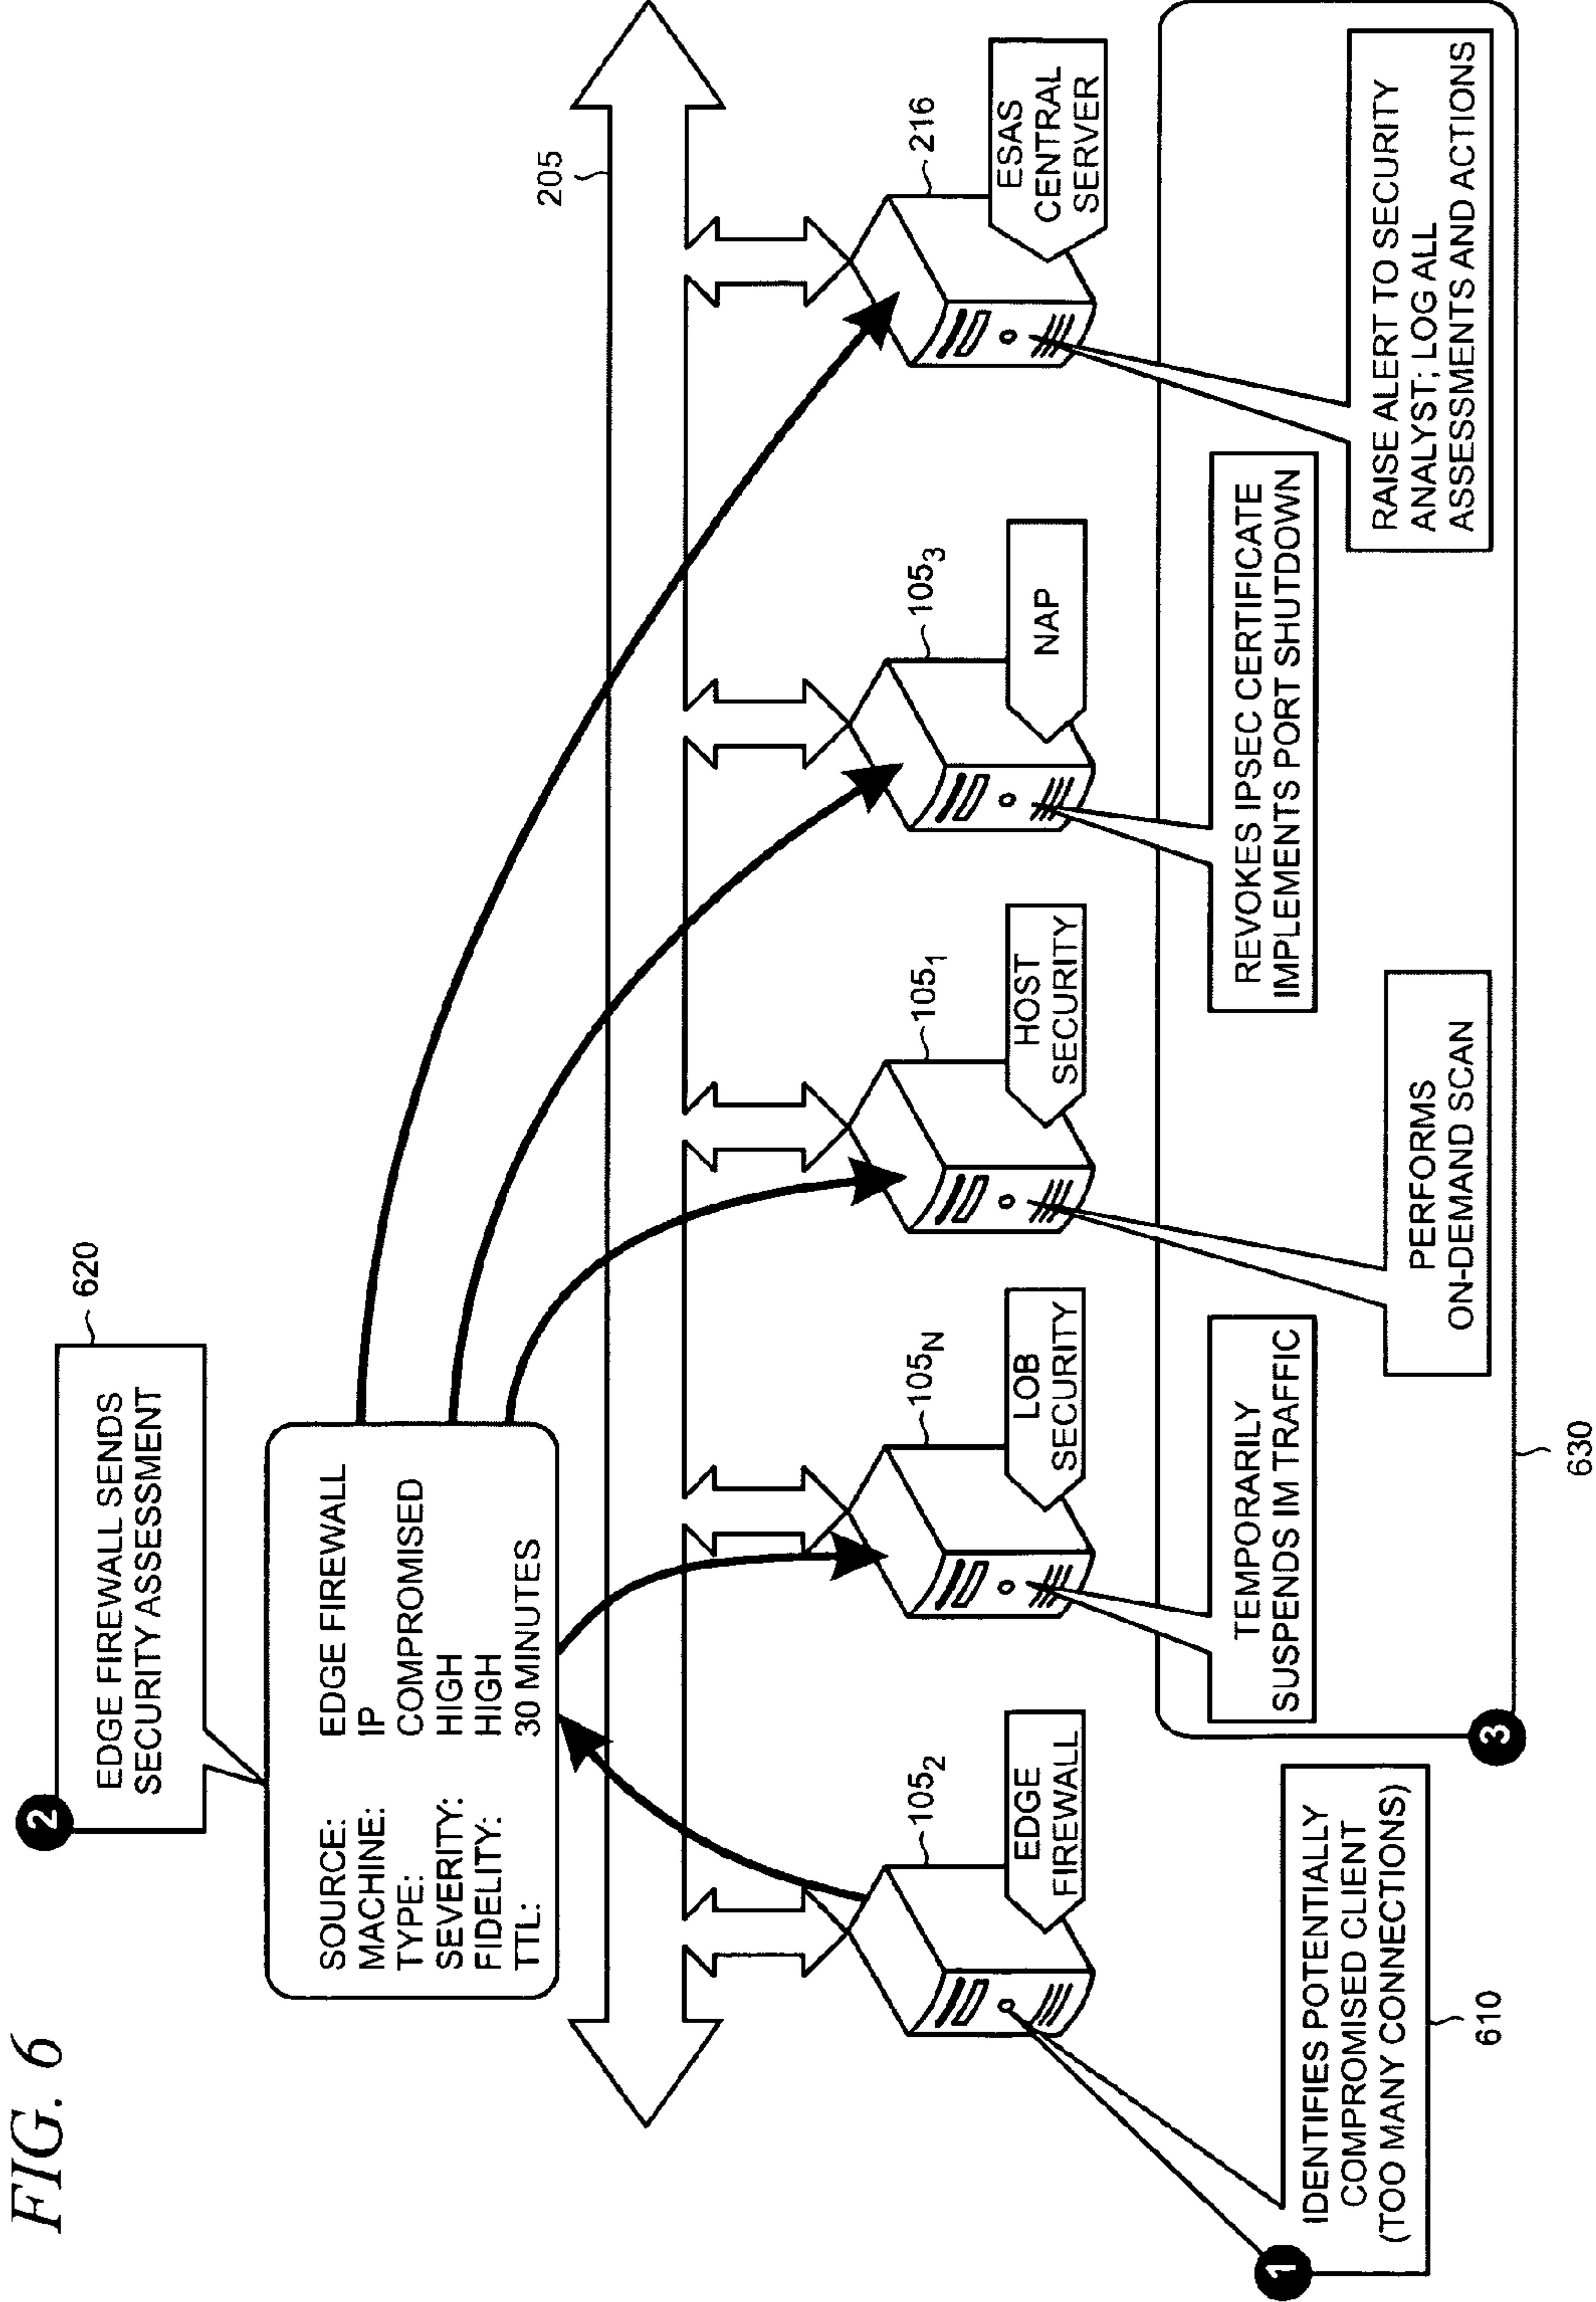 FIG. 6
2
EDGE FIREWALL SENDS
SECURITY ASSESSMENT
620
SOURCE: EDGE FIREWALL
MACHINE: IP
TYPE: COMPROMISED
SEVERITY: HIGH
FIDELITY: HIGH
TTL: 30 MINUTES
205
105₂
EDGE
FIREWALL
105N
LOB
SECURITY
105₁
HOST
SECURITY
105₃
NAP
216
ESAS
CENTRAL
SERVER
1
IDENTIFIES POTENTIALLY
COMPROMISED CLIENT
(TOO MANY CONNECTIONS)
610
3
TEMPORARILY
SUSPENDS IM TRAFFIC
PERFORMS
ON-DEMAND SCAN
REVOKES IPSEC CERTIFICATE
IMPLEMENTS PORT SHUTDOWN
RAISE ALERT TO SECURITY
ANALYST; LOG ALL
ASSESSMENTS AND ACTIONS
630